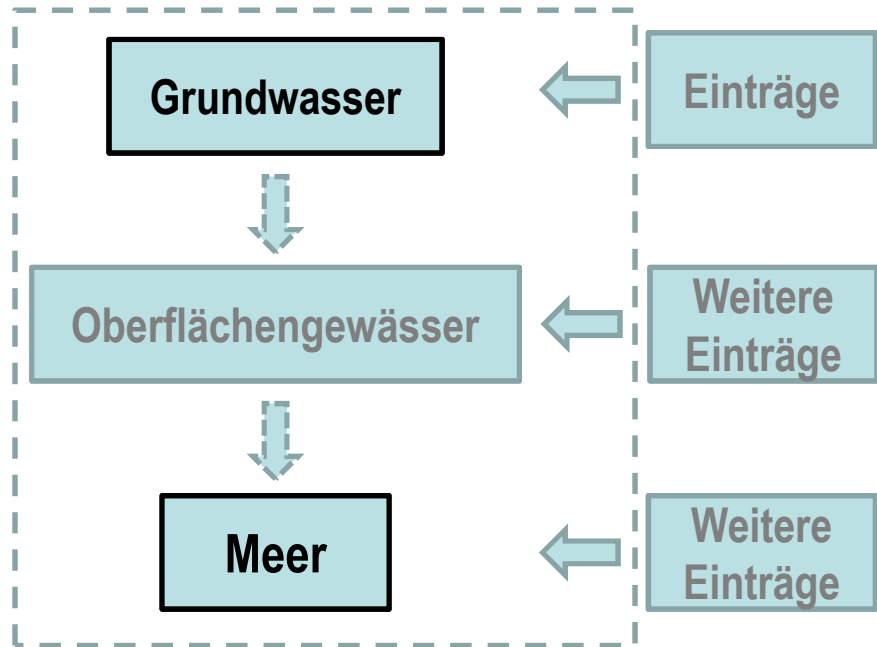 Grundwasser
Einträge
Oberflächengewässer
Weitere
Einträge
Meer
Weitere
Einträge